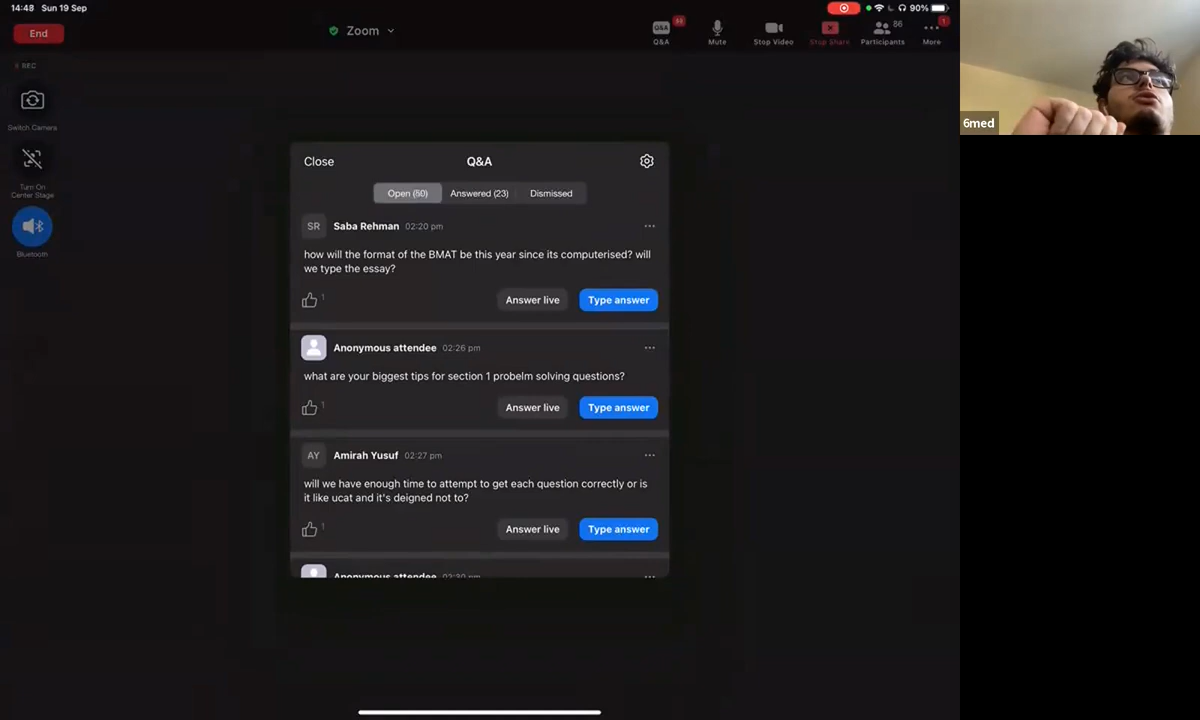 14:48 Sun 19 Sep
90%
End
Zoom
Q&A
Q&A
Mute
Stop Video
Stop Share
86
Participants
1
More
REC
Switch Camera
Turn On
Center Stage
Bluetooth
6med
Close
Q&A
Open
Answered (23)
Dismissed
SR
Saba Rehman 02:20 pm
how will the format of the BMAT be this year since its computerised? will
we type the essay?
1
Answer live
Type answer
Anonymous attendee 02:26 pm
what are your biggest tips for section 1 probelm solving questions?
1
Answer live
Type answer
AY
Amirah Yusuf 02:27 pm
will we have enough time to attempt to get each question correctly or is
it like ucat and it's deigned not to?
1
Answer live
Type answer
Anonymous attendee 02:30 pm